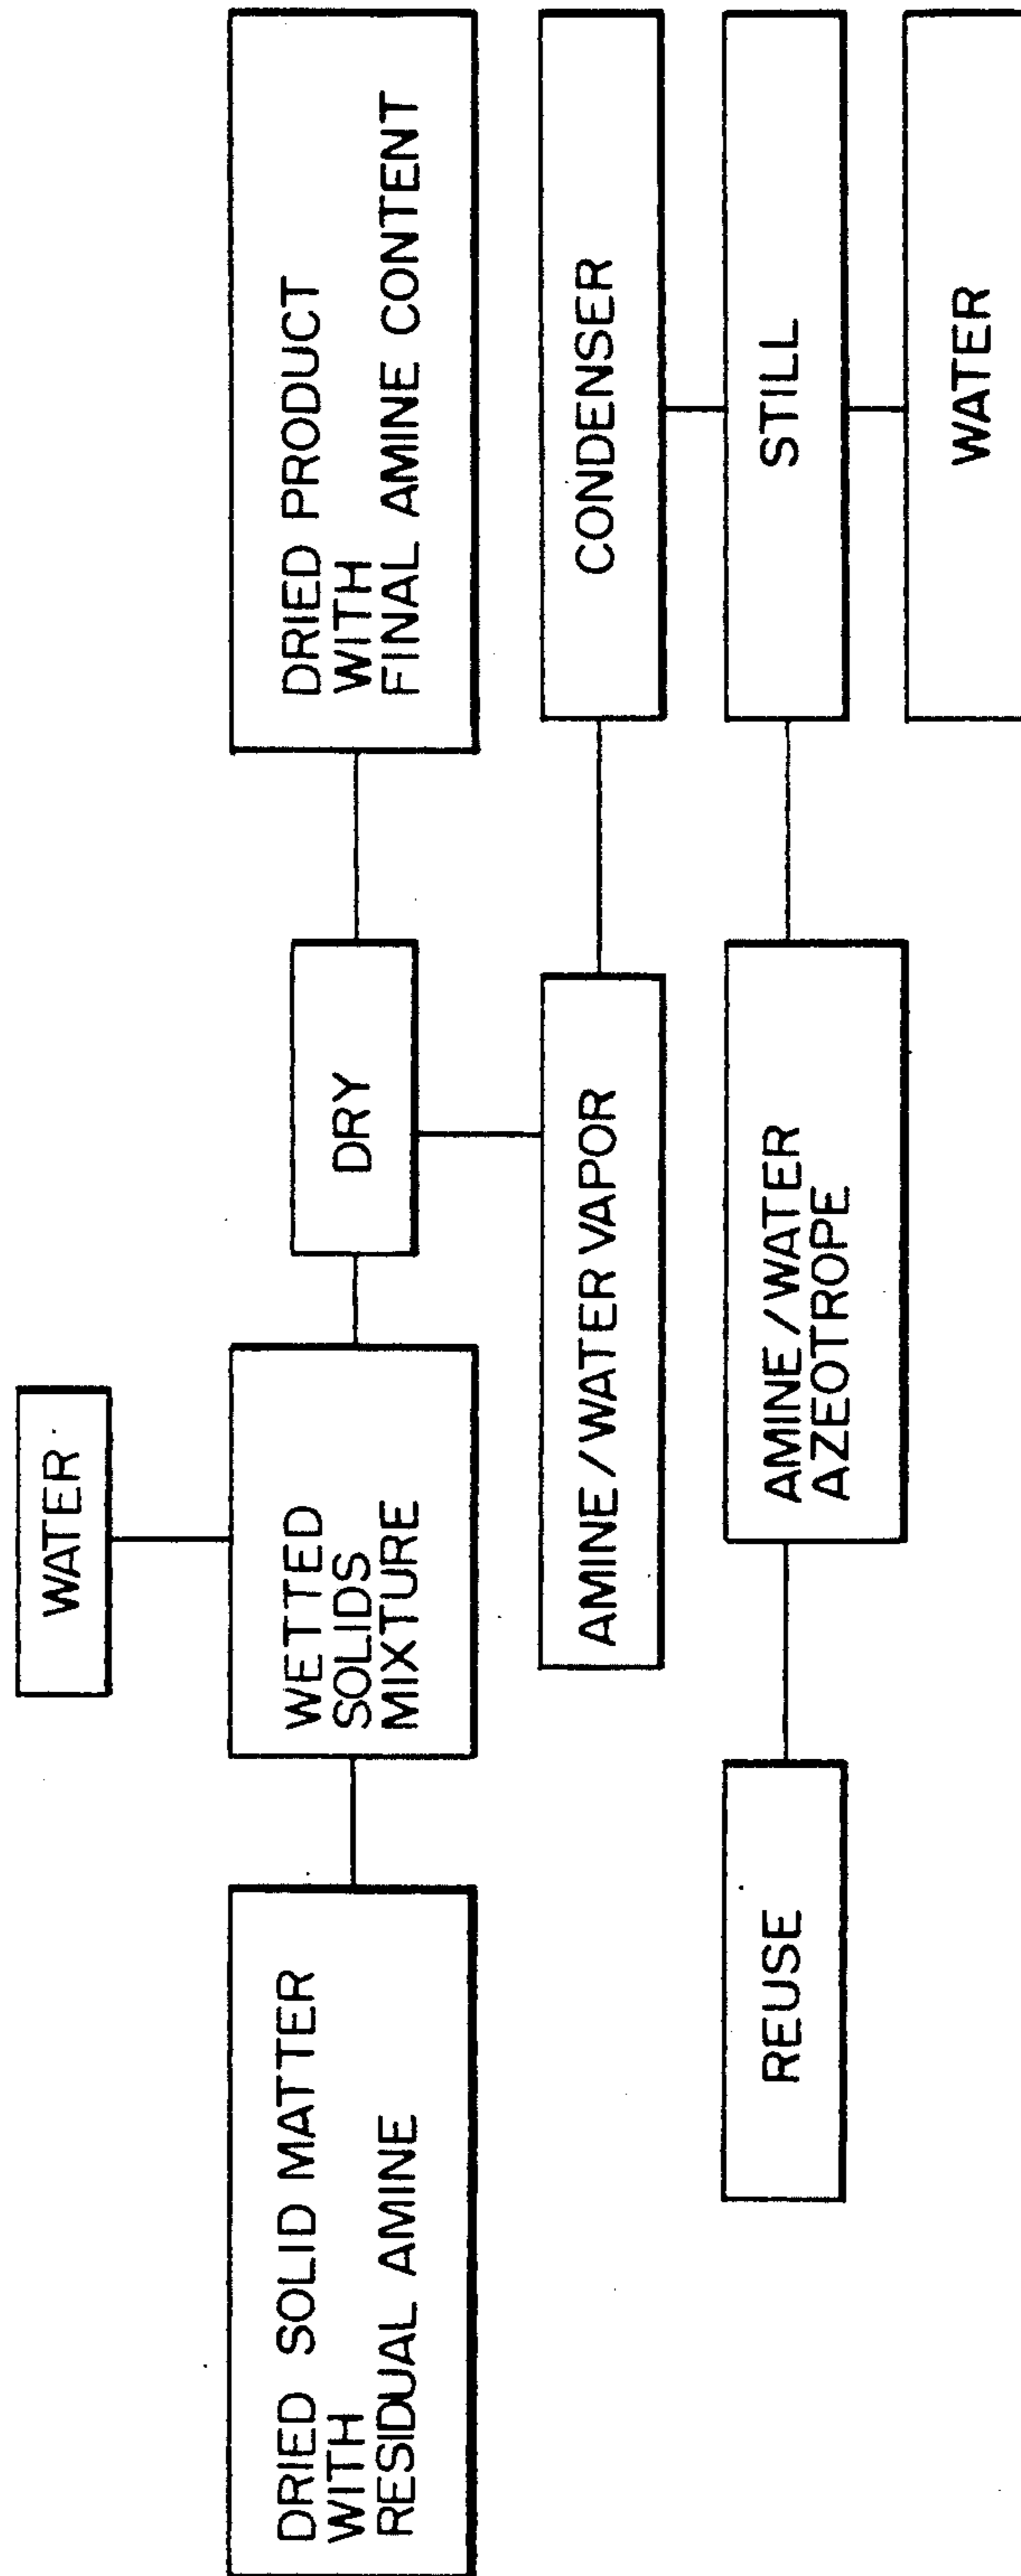 WATER
DRIED SOLID MATTER
WITH
RESIDUAL AMINE
WETTED
SOLIDS
MIXTURE
DRY
DRIED PRODUCT
WITH
FINAL AMINE CONTENT
AMINE/WATER VAPOR
CONDENSER
REUSE
AMINE/WATER
AZEOTROPE
STILL
WATER